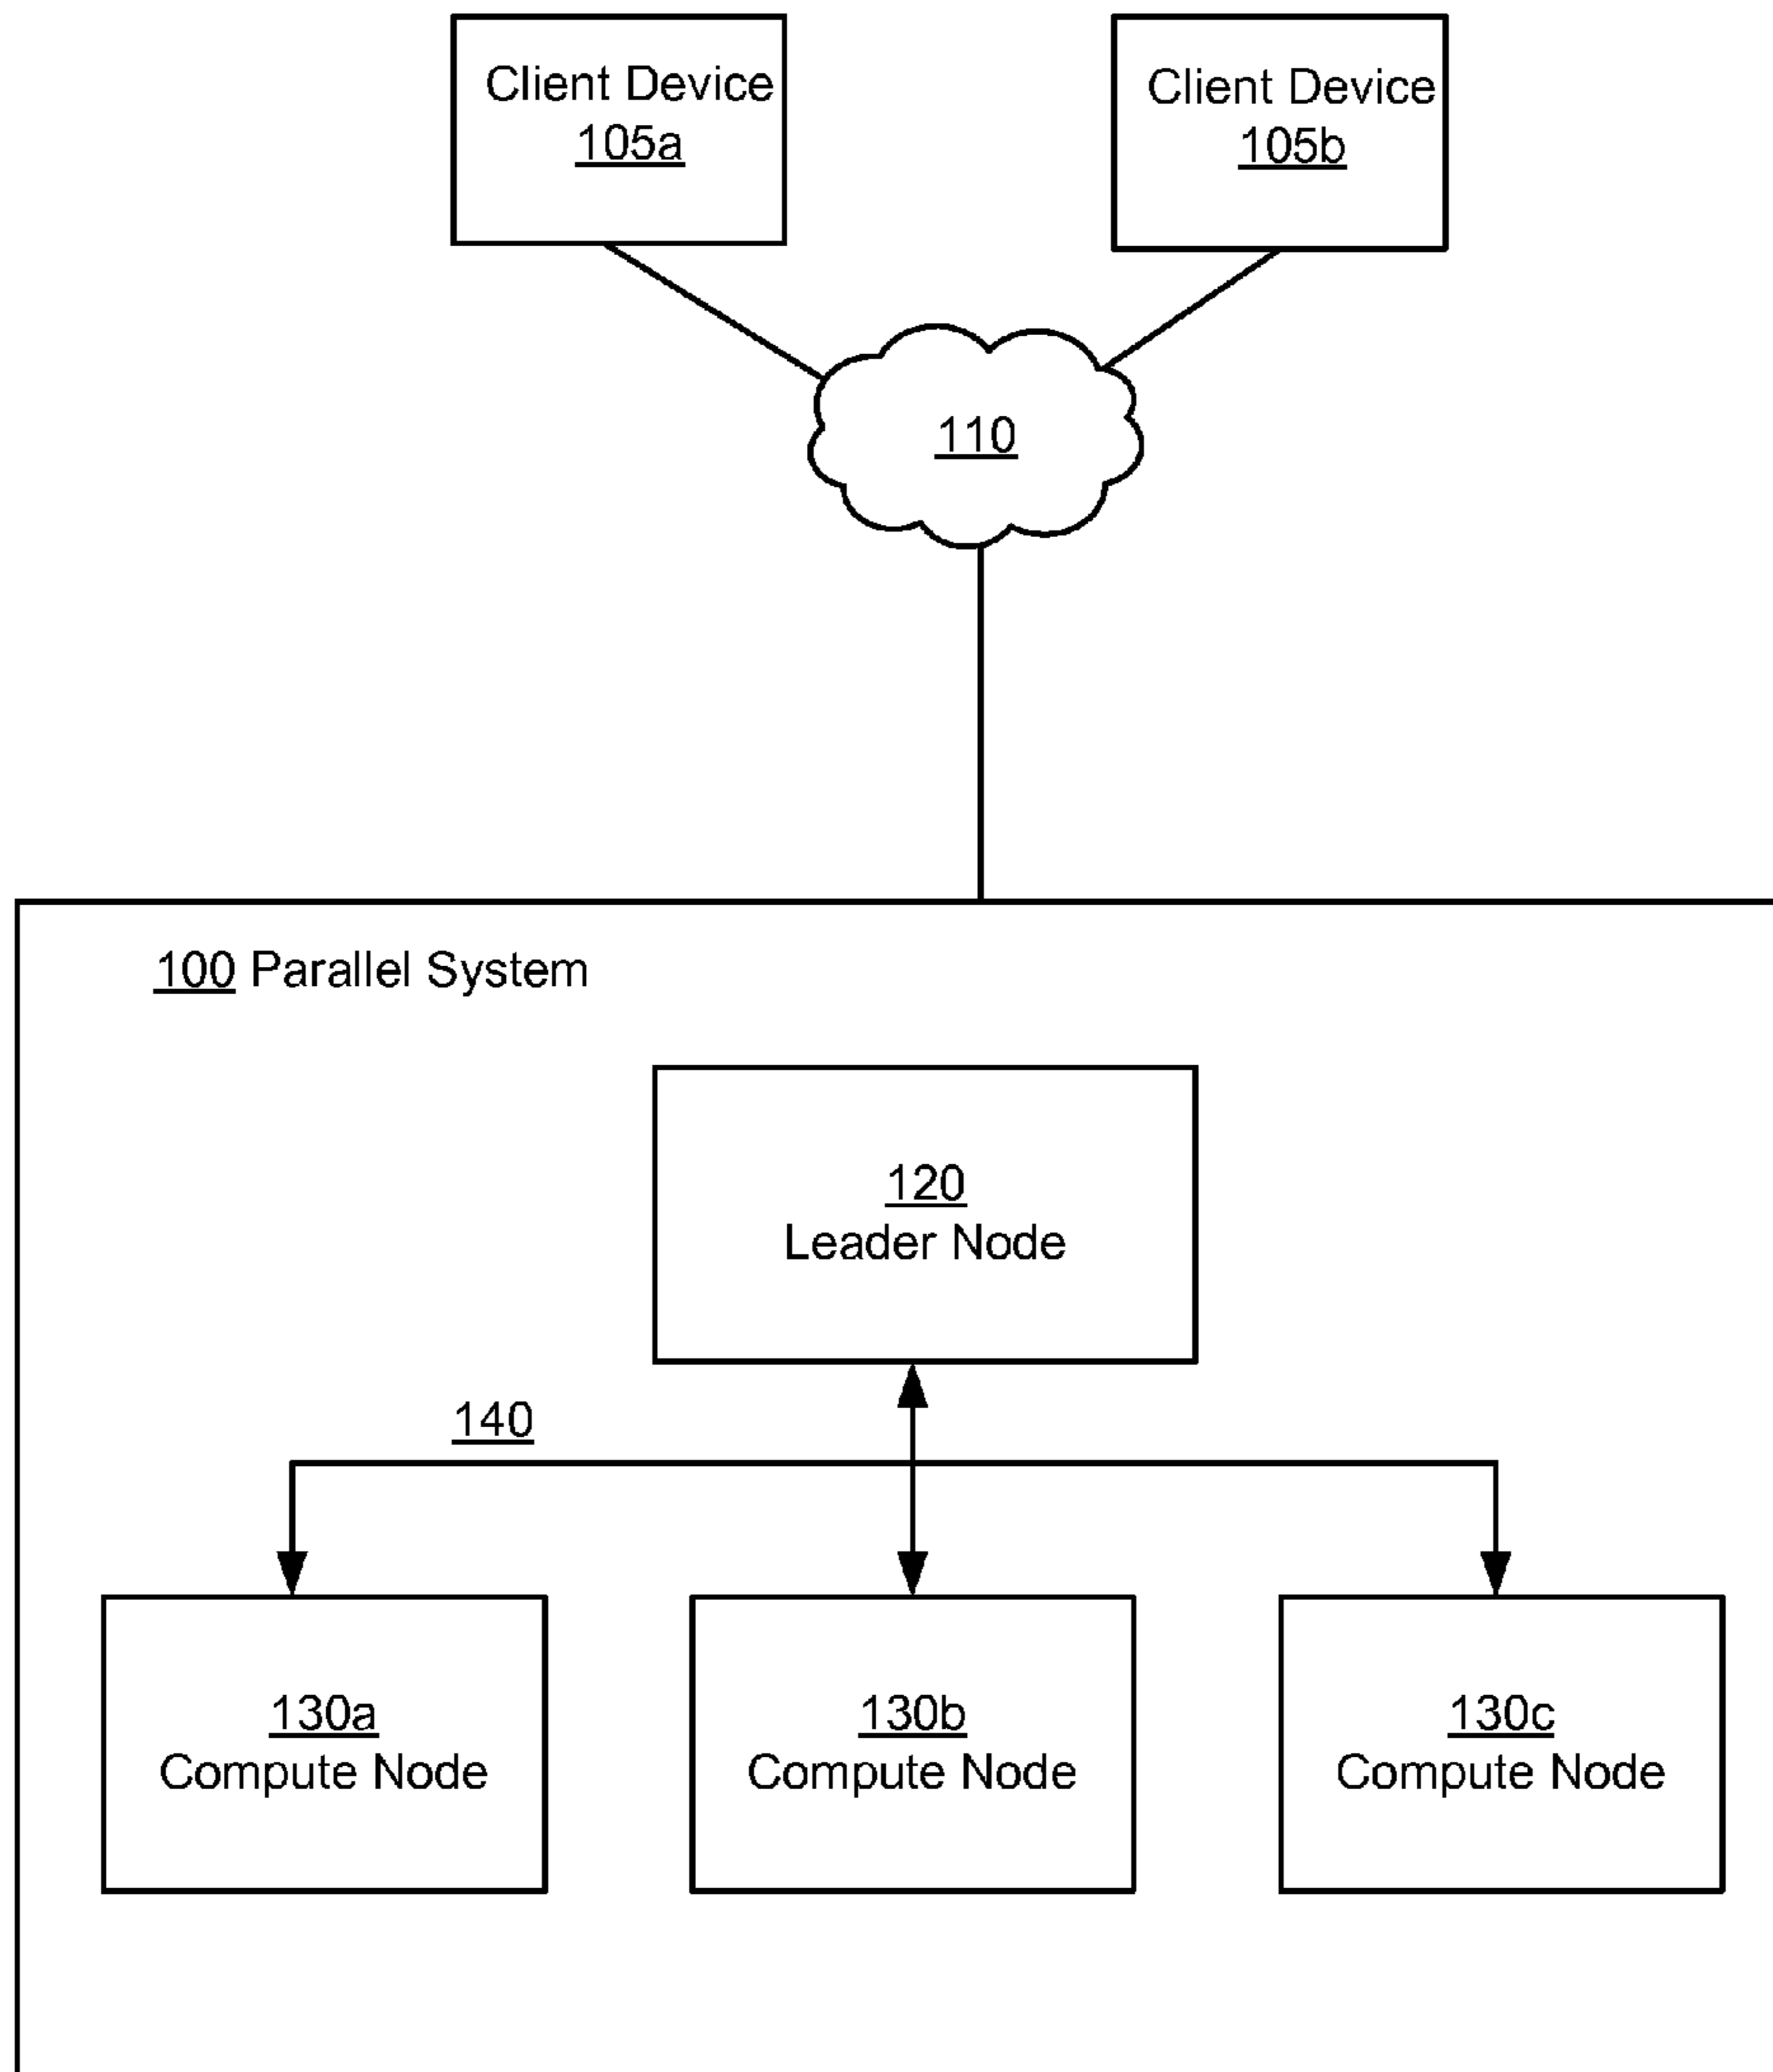 Client Device
105a
Client Device
105b
110
100 Parallel System
120
Leader Node
140
130a
Compute Node
130b
Compute Node
130c
Compute Node